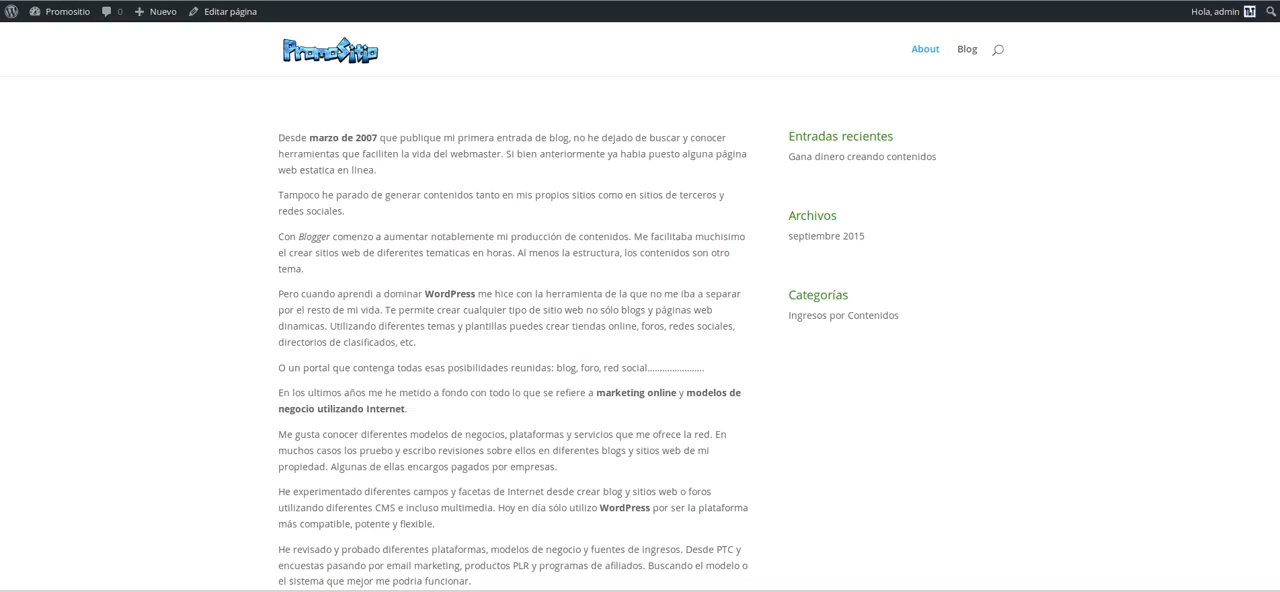 Promositio 0 Nuevo Editar página Hola, admin
PromoSitio About Blog
Desde marzo de 2007 que publique mi primera entrada de blog, no he dejado de buscar y conocer
herramientas que faciliten la vida del webmaster. Si bien anteriormente ya habia puesto alguna página
web estatica en linea.
Tampoco he parado de generar contenidos tanto en mis propios sitios como en sitios de terceros y
redes sociales.
Con Blogger comenzo a aumentar notablemente mi producción de contenidos. Me facilitaba muchisimo
el crear sitios web de diferentes tematicas en horas. Al menos la estructura, los contenidos son otro
tema.
Pero cuando aprendi a dominar WordPress me hice con la herramienta de la que no me iba a separar
por el resto de mi vida. Te permite crear cualquier tipo de sitio web no sólo blogs y páginas web
dinamicas. Utilizando diferentes temas y plantillas puedes crear tiendas online, foros, redes sociales,
directorios de clasificados, etc.
O un portal que contenga todas esas posibilidades reunidas: blog, foro, red social.......................
En los ultimos años me he metido a fondo con todo lo que se refiere a marketing online y modelos de
negocio utilizando Internet.
Me gusta conocer diferentes modelos de negocios, plataformas y servicios que me ofrece la red. En
muchos casos los pruebo y escribo revisiones sobre ellos en diferentes blogs y sitios web de mi
propiedad. Algunas de ellas encargos pagados por empresas.
He experimentado diferentes campos y facetas de Internet desde crear blog y sitios web o foros
utilizando diferentes CMS e incluso multimedia. Hoy en día sólo utilizo WordPress por ser la plataforma
más compatible, potente y flexible.
He revisado y probado diferentes plataformas, modelos de negocio y fuentes de ingresos. Desde PTC y
encuestas pasando por email marketing, productos PLR y programas de afiliados. Buscando el modelo o
el sistema que mejor me podria funcionar.
Entradas recientes
Gana dinero creando contenidos
Archivos
septiembre 2015
Categorías
Ingresos por Contenidos